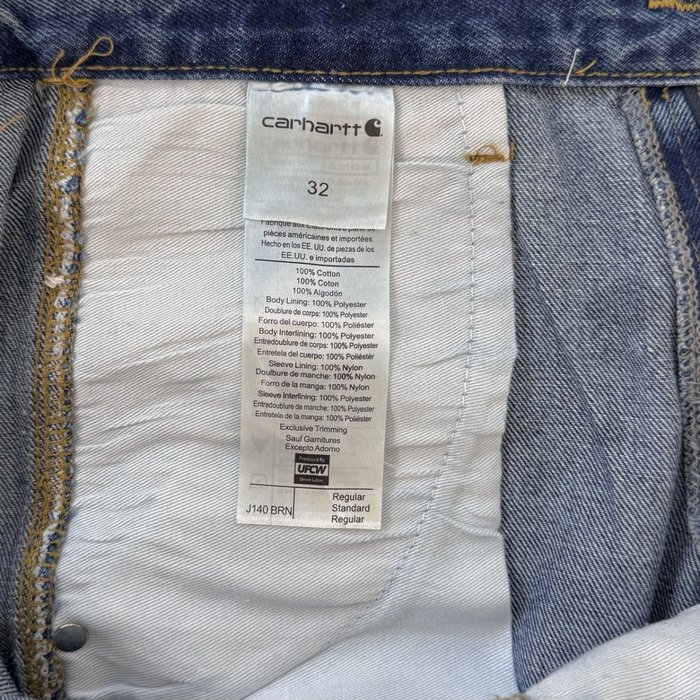 carhartt
32
Fabriqué aux États-Unis à partir de
pièces américaines et importées
Hecho en los EE. UU. de piezas de los
EE.UU. e importadas
100% Cotton
100% Coton
100% Algodón
Body Lining: 100% Polyester
Doublure de corps: 100% Polyester
Forro del cuerpo: 100% Poliéster
Body Interlining: 100% Polyester
Entredoublure de corps: 100% Polyester
Entretela del cuerpo: 100% Poliéstér
Sleeve Lining: 100% Nylon
Doulbure de manche: 100% Nylon
Forro de la manga: 100% Nylon
Sleeve Interlining: 100% Polyester
Entredoublure de manche: 100% Polyester
Entretela de la manga: 100% Poliéster
Exclusive Trimming
Sauf Garnitures
Excepto Adorno
Produced By
UFCW
Union Labor
J140 BRN
Regular
Standard
Regular